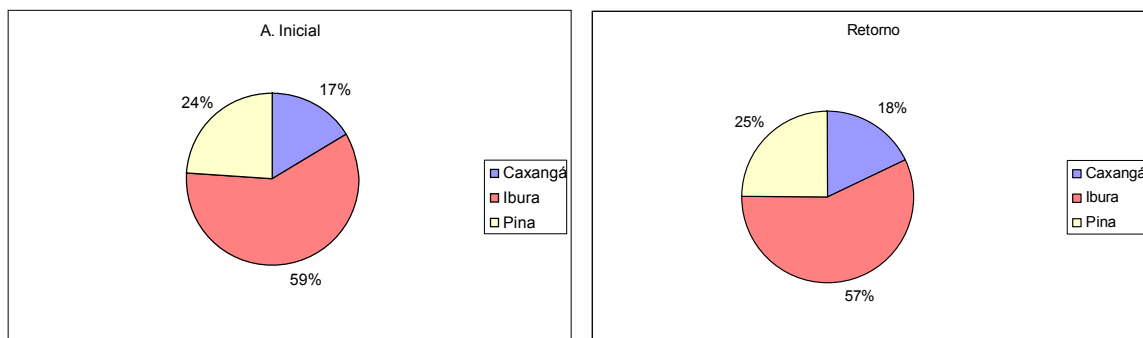 A. Inicial
24%
17%
59%
Caxangá
Ibura
Pina
Retorno
25%
18%
57%
Caxangá
Ibura
Pina